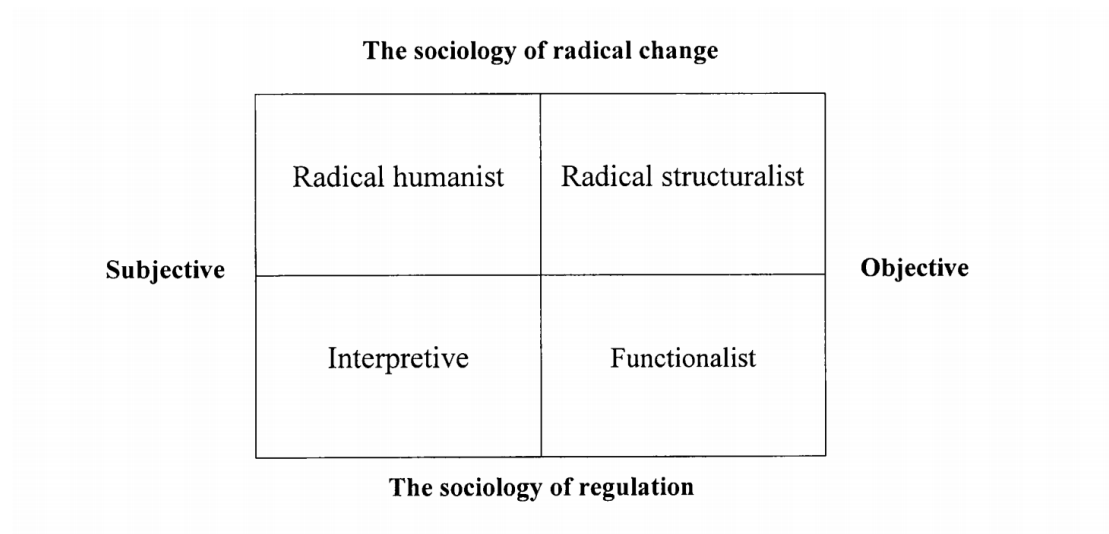 The sociology of radical change
Radical humanist
Radical structuralist
Subjective
Objective
Interpretive
Functionalist
The sociology of regulation